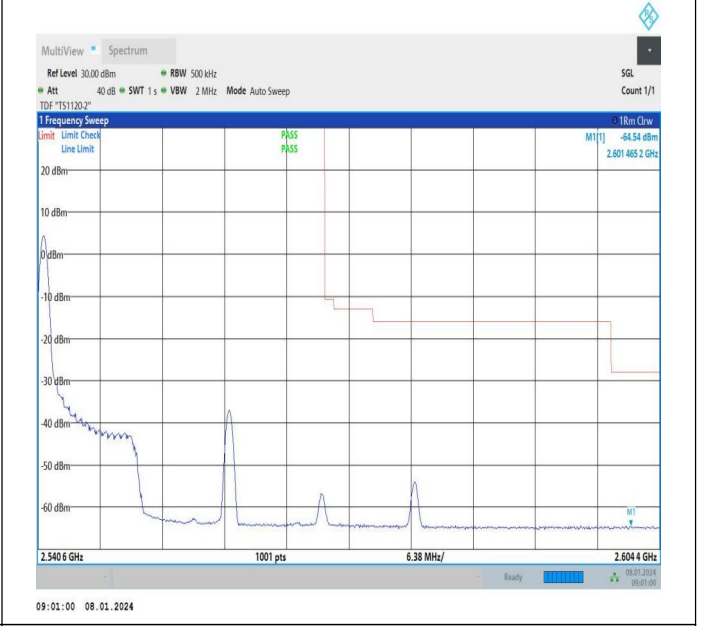 R S
MultiView Spectrum
Ref Level 30.00 dBm RBW 500 kHz SGL
Att 40 dB SWT 1 s VBW 2 MHz Mode Auto Sweep Count 1/1
TDF "TS1120-2"
1 Frequency Sweep 1Rm Clrw
Limit Limit Check PASS M1[1] -64.54 dBm
Line Limit PASS 2.601 465 2 GHz
20 dBm
10 dBm
0 dBm
-10 dBm
-20 dBm
-30 dBm
-40 dBm
-50 dBm
-60 dBm
M1
2.540 6 GHz 1001 pts 6.38 MHz/ 2.604 4 GHz
Ready 08.01.2024
09:01:00
09:01:00 08.01.2024